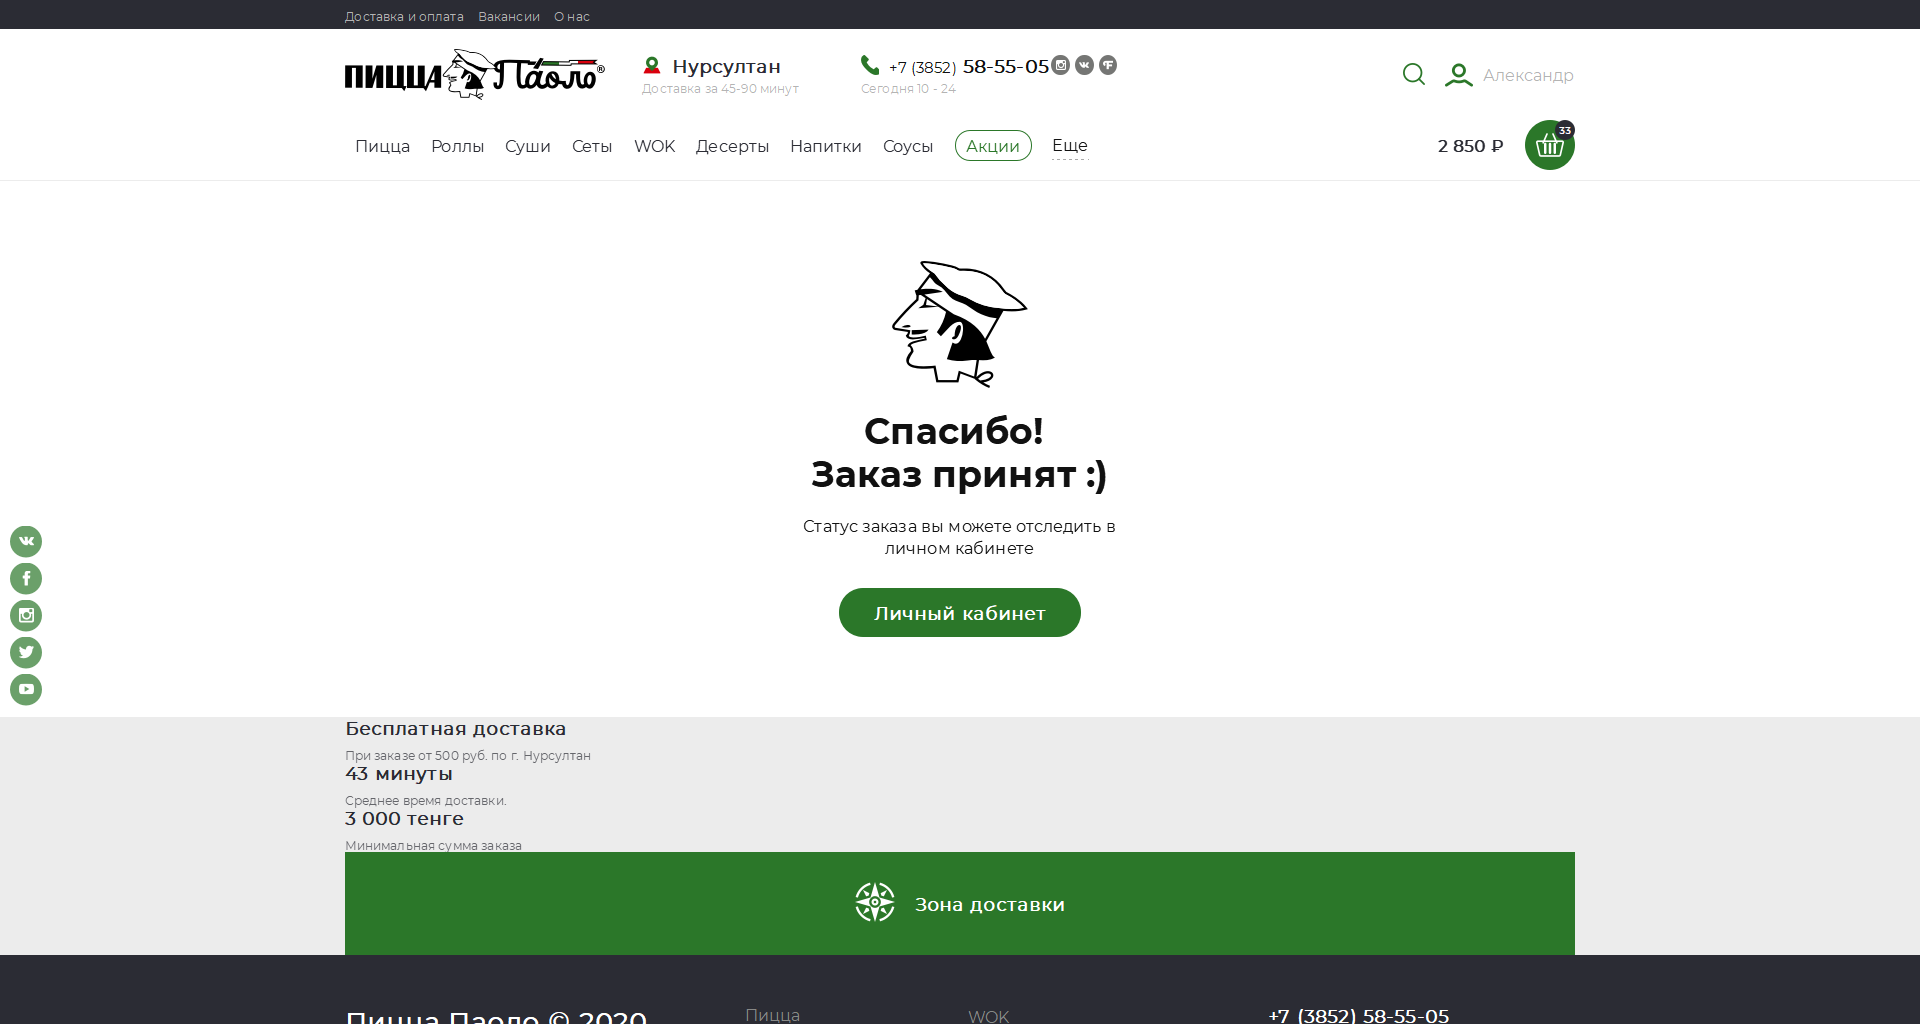 Доставка и оплата Вакансии О нас
ПИЦЦА Паоло ®
Нурсултан
Доставка за 45-90 минут
+7 (3852) 58-55-05
Сегодня 10 - 24
Александр
Пицца Роллы Суши Сеты WOK Десерты Напитки Соусы Акции Еще
2 850 ₽
33
Спасибо!
Заказ принят :)
Статус заказа вы можете отследить в
личном кабинете
Личный кабинет
Бесплатная доставка
При заказе от 500 руб. по г. Нурсултан
43 минуты
Среднее время доставки.
3 000 тенге
Минимальная сумма заказа
Зона доставки
Пицца Паоло © 2020
Пицца
WOK
+7 (3852) 58-55-05